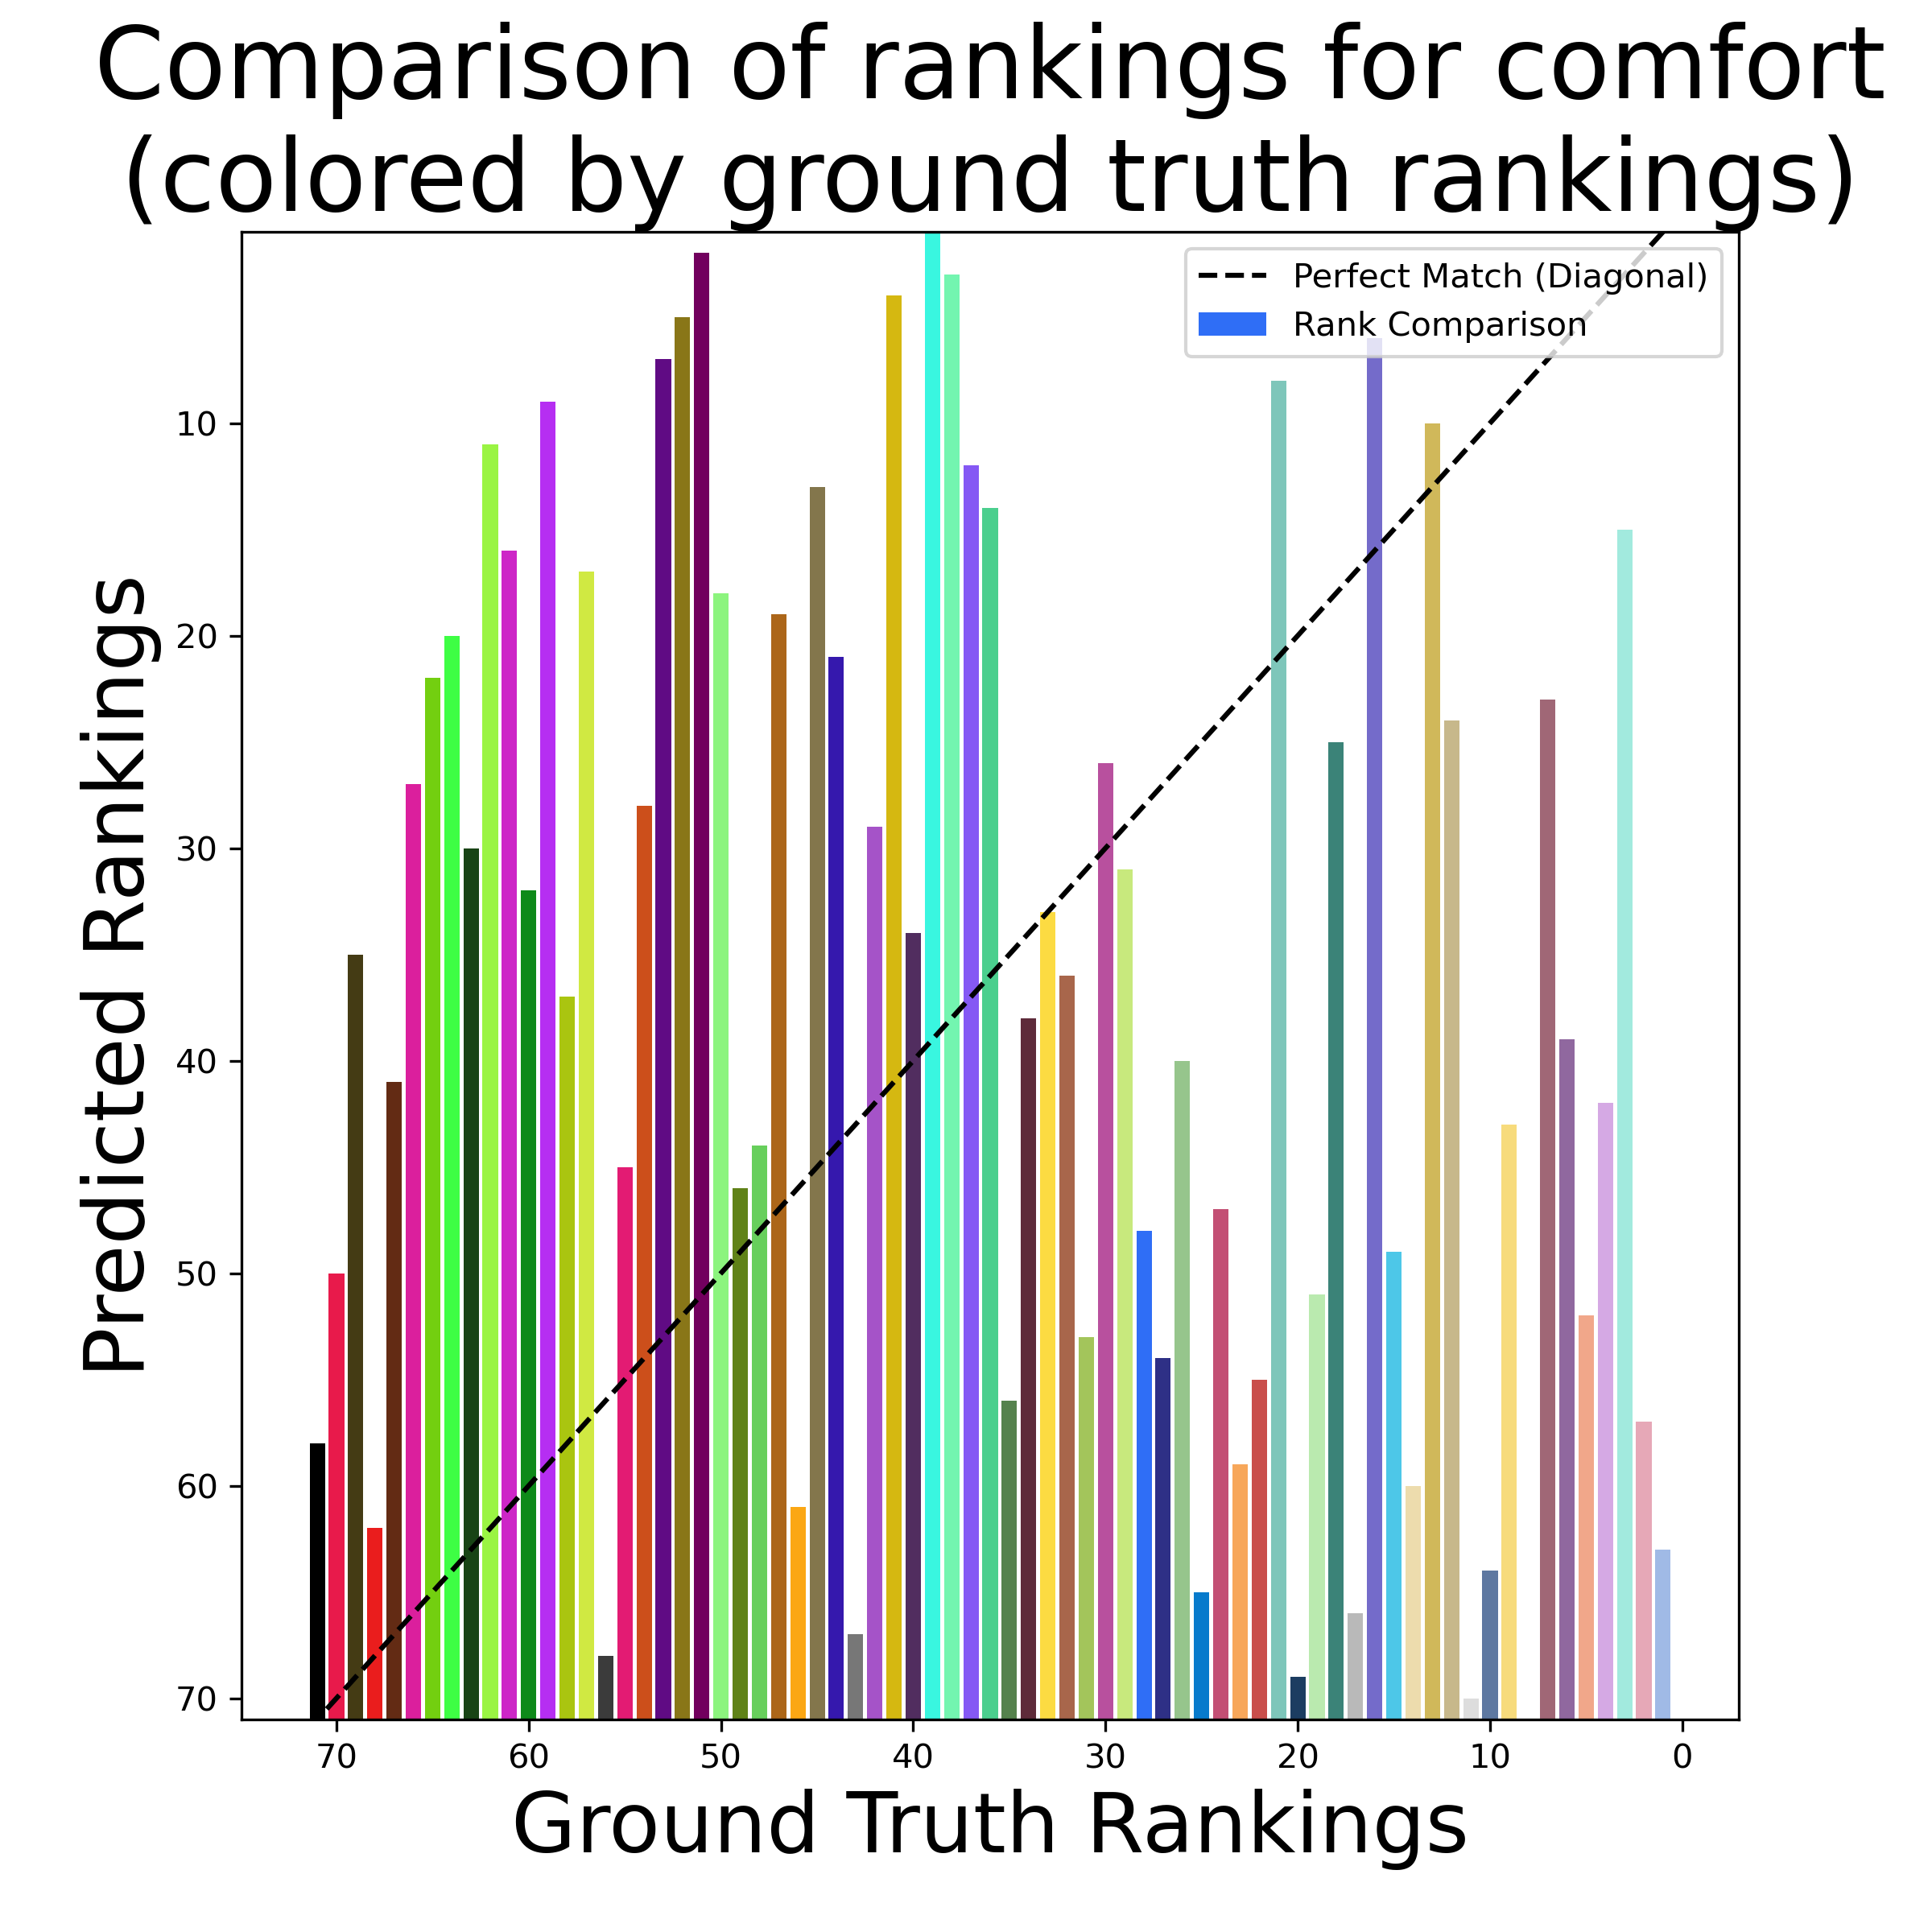 Comparison of rankings for comfort
(colored by ground truth rankings)
Perfect Match (Diagonal)
Rank Comparison
10
20
30
40
50
60
70
Predicted Rankings
70 60 50 40 30 20 10 0
Ground Truth Rankings